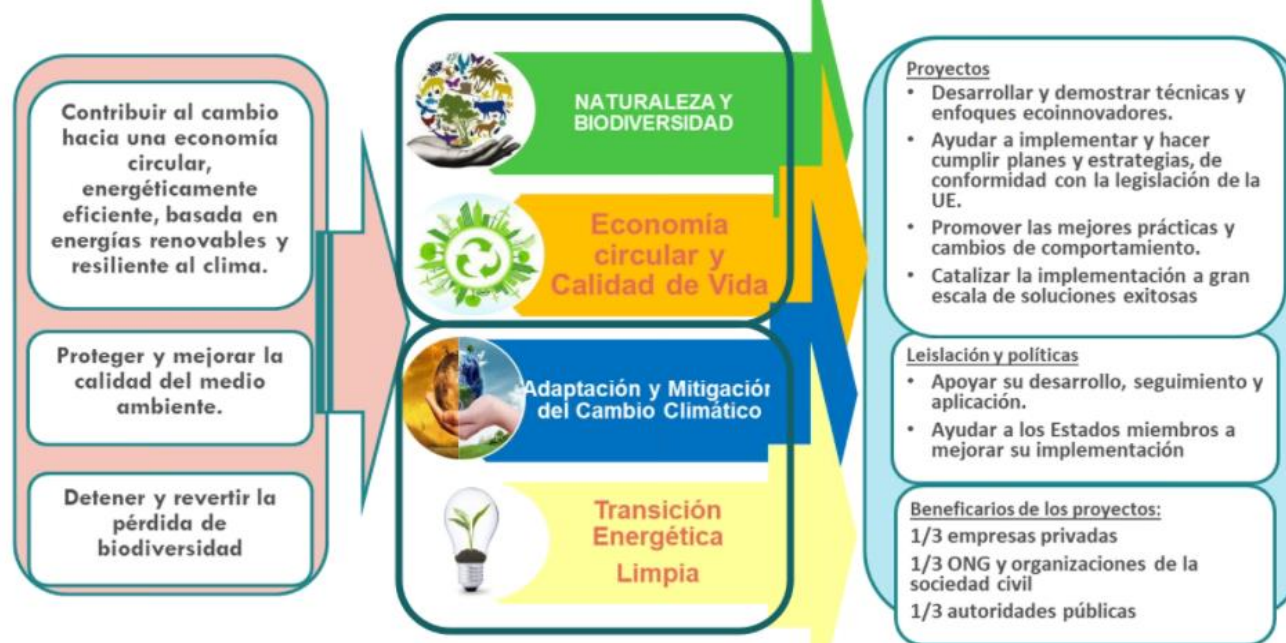 Contribuir al cambio
hacia una economía
circular,
energéticamente
eficiente, basada en
energías renovables y
resiliente al clima.
Proteger y mejorar la
calidad del medio
ambiente.
Detener y revertir la
pérdida de
biodiversidad
NATURALEZA Y
BIODIVERSIDAD
Economía
circular y
Calidad de Vida
Adaptación y Mitigación
del Cambio Climático
Transición
Energética
Limpia
Proyectos
• Desarrollar y demostrar técnicas y
enfoques ecoinnovadores.
• Ayudar a implementar y hacer
cumplir planes y estrategias, de
conformidad con la legislación de la
UE.
• Promover las mejores prácticas y
cambios de comportamiento.
• Catalizar la implementación a gran
escala de soluciones exitosas
Leislación y políticas
• Apoyar su desarrollo, seguimiento y
aplicación.
• Ayudar a los Estados miembros a
mejorar su implementación
Beneficarios de los proyectos:
1/3 empresas privadas
1/3 ONG y organizaciones de la
sociedad civil
1/3 autoridades públicas